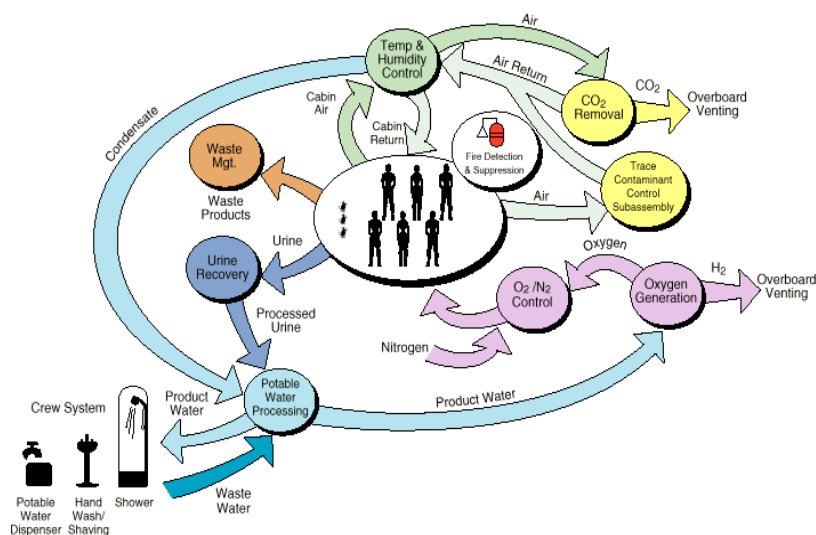 Air
Temp &
Humidity
Control
Air Return
CO2
Removal
CO2
Overboard
Venting
Condensate
Cabin
Air
Cabin
Return
Fire Detection
& Suppression
Waste
Mgt.
Waste
Products
Trace
Contaminant
Control
Subassembly
Air
Urine
Urine
Recovery
Oxygen
O2 /N2
Control
Oxygen
Generation
H2
Overboard
Venting
Processed
Urine
Nitrogen
Potable
Water
Processing
Product
Water
Product Water
Crew System
Waste
Water
Potable
Water
Dispenser
Hand
Wash/
Shaving
Shower